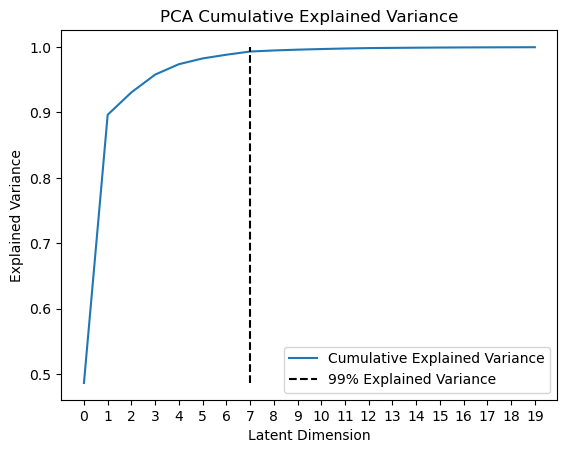 PCA Cumulative Explained Variance
1.0
0.9
0.8
0.7
0.6
0.5
Explained Variance
Cumulative Explained Variance
99% Explained Variance
0 1 2 3 4 5 6 7 8 9 10 11 12 13 14 15 16 17 18 19
Latent Dimension